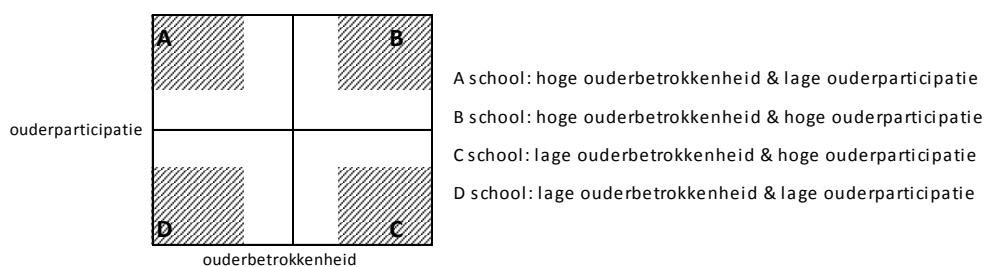 A
B
A school: hoge ouderbetrokkenheid & lage ouderparticipatie
B school: hoge ouderbetrokkenheid & hoge ouderparticipatie
ouderparticipatie
C school: lage ouderbetrokkenheid & hoge ouderparticipatie
D school: lage ouderbetrokkenheid & lage ouderparticipatie
D
C
ouderbetrokkenheid